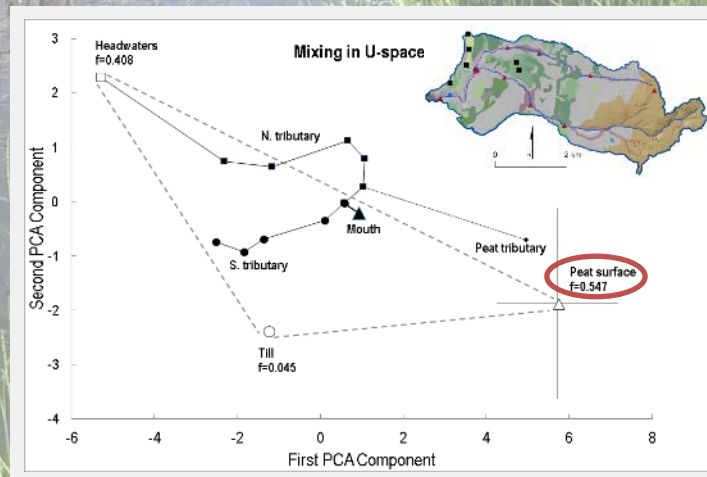 Mixing in U-space
Headwaters
f=0.408
N. tributary
Mouth
S. tributary
Peat tributary
Peat surface
f=0.547
Till
f=0.045
Second PCA Component
3
2
1
0
-1
-2
-3
-4
-6
-4
-2
0
2
4
6
8
First PCA Component
0
2 km